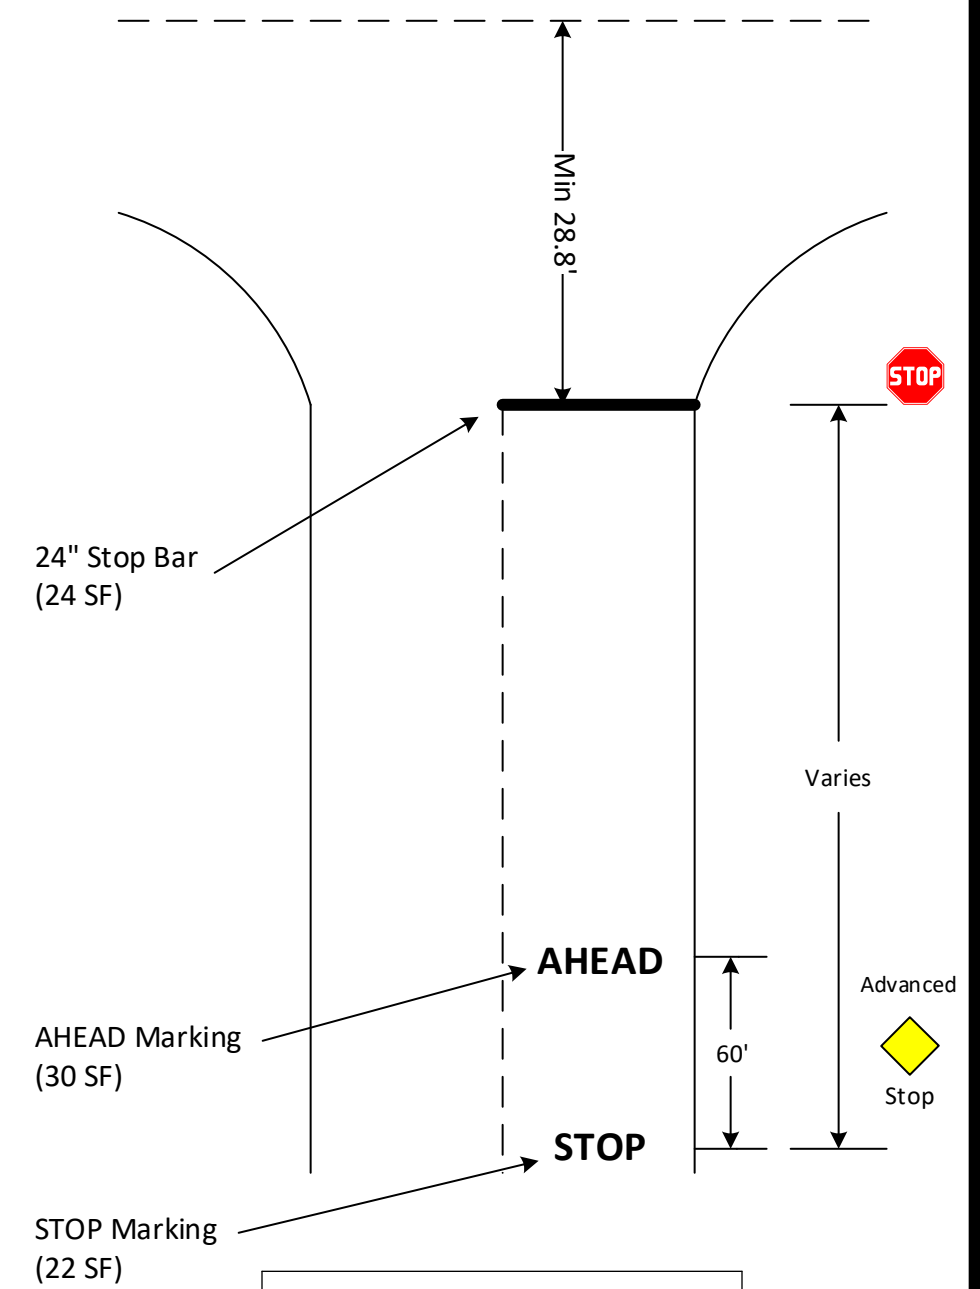 Min 28.8'
STOP
24" Stop Bar
(24 SF)
Varies
AHEAD
Advanced
AHEAD Marking
(30 SF)
60'
Stop
STOP
STOP Marking
(22 SF)